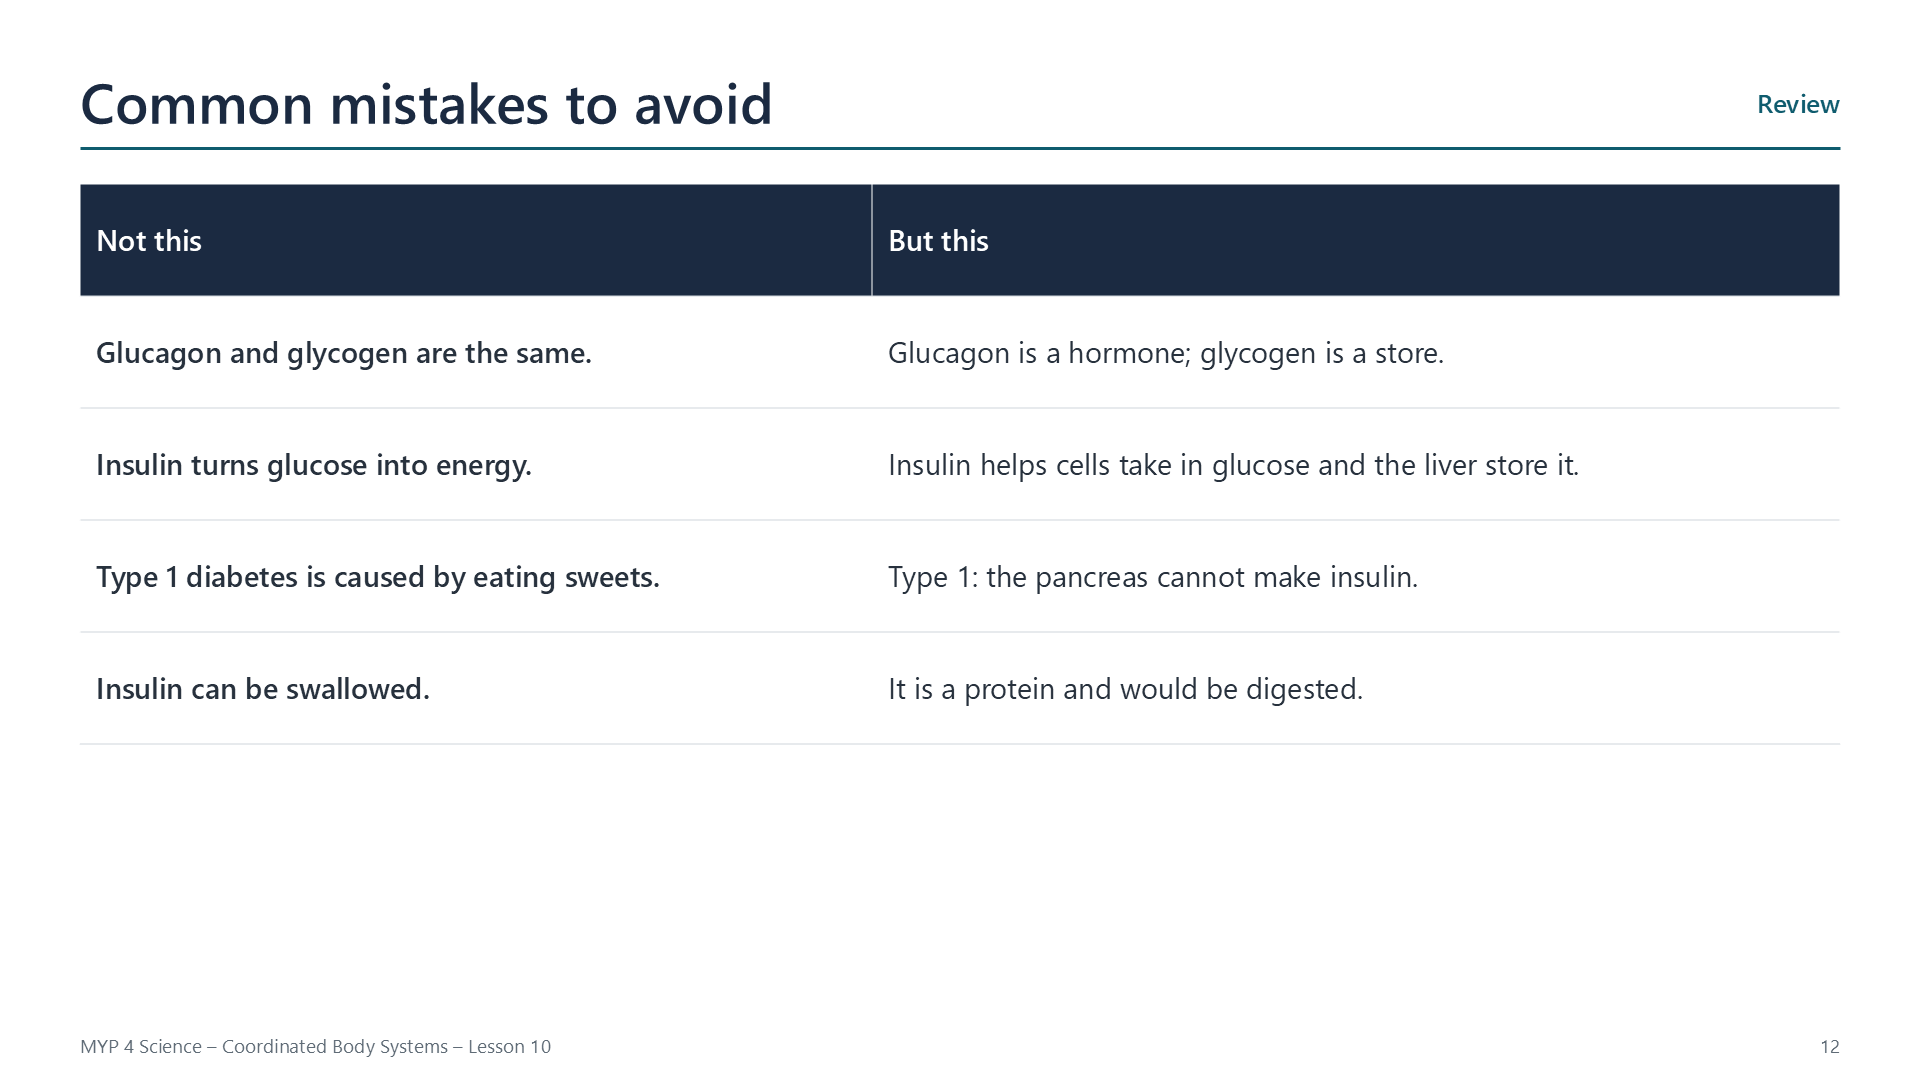 Common mistakes to avoid
Review
Not this
But this
Glucagon and glycogen are the same.
Glucagon is a hormone; glycogen is a store.
Insulin turns glucose into energy.
Insulin helps cells take in glucose and the liver store it.
Type 1 diabetes is caused by eating sweets.
Type 1: the pancreas cannot make insulin.
Insulin can be swallowed.
It is a protein and would be digested.
MYP 4 Science – Coordinated Body Systems – Lesson 10
12